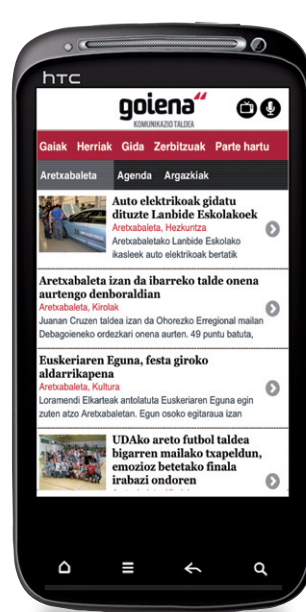 htc
goiena
KOMUNIKAZIO TALDEA
Gaiak Herriak Gida Zerbitzuak Parte hartu
Aretxabaleta Agenda Argazkiak
Auto elektrikoak gidatu
dituzte Lanbide Eskolakoek
Aretxabaleta, Hezkuntza
Aretxabaletako Lanbide Eskolako
ikasleek auto elektrikoak bertatik
Aretxabaleta izan da ibarreko talde onena
aurtengo denboraldian
Aretxabaleta, Kirolak
Juanan Cruzen taldea izan da Ohorezko Erregional mailan
Debagoieneko ordezkari onena aurten. 49 puntu batuta,
Euskeriaren Eguna, festa giroko
aldarrikapena
Aretxabaleta, Kultura
Loramendi Elkarteak antolatuta Euskeriaren Eguna egin
zuten atzo Aretxabaletan. Egun osoko egitaraua izan
UDAko areto futbol taldea
bigarren mailako txapeldun,
emozioz betetako finala
irabazi ondoren